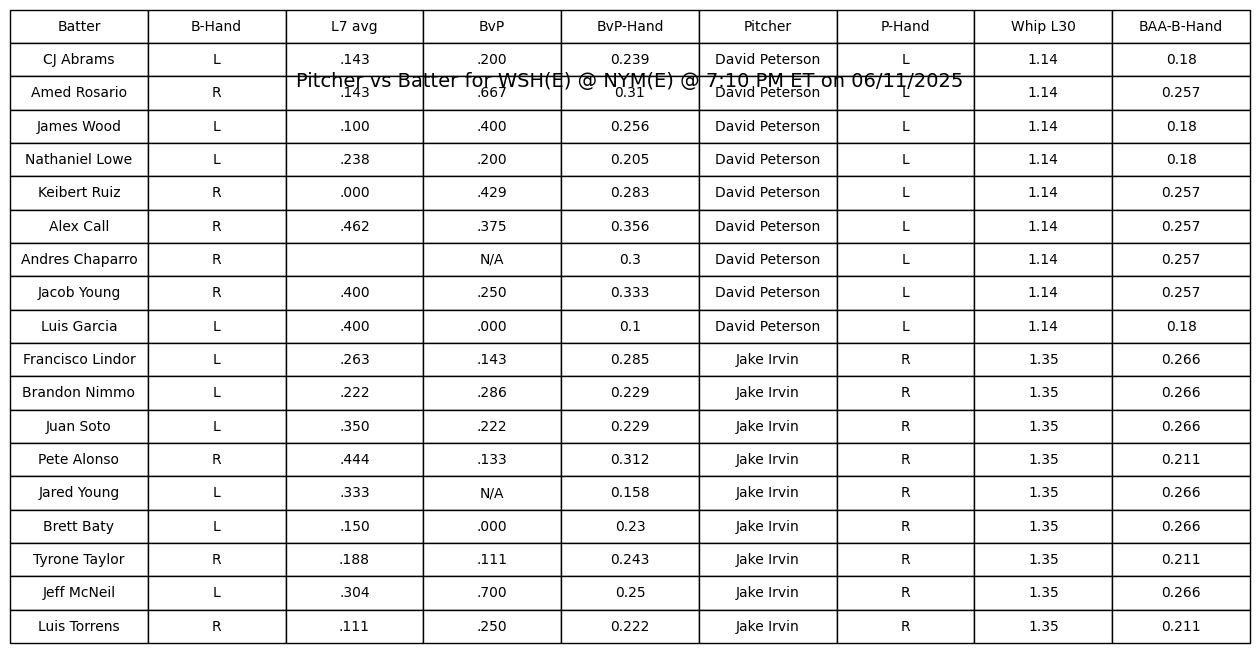 Batter B-Hand L7 avg BvP BvP-Hand Pitcher P-Hand Whip L30 BAA-B-Hand
CJ Abrams L .143 .200 0.239 David Peterson L 1.14 0.18
Pitcher vs Batter for WSH(E) @ NYM(E) @ 7:10 PM ET on 06/11/2025
Amed Rosario R .143 .667 0.31 David Peterson L 1.14 0.257
James Wood L .100 .400 0.256 David Peterson L 1.14 0.18
Nathaniel Lowe L .238 .200 0.205 David Peterson L 1.14 0.18
Keibert Ruiz R .000 .429 0.283 David Peterson L 1.14 0.257
Alex Call R .462 .375 0.356 David Peterson L 1.14 0.257
Andres Chaparro R N/A 0.3 David Peterson L 1.14 0.257
Jacob Young R .400 .250 0.333 David Peterson L 1.14 0.257
Luis Garcia L .400 .000 0.1 David Peterson L 1.14 0.18
Francisco Lindor L .263 .143 0.285 Jake Irvin R 1.35 0.266
Brandon Nimmo L .222 .286 0.229 Jake Irvin R 1.35 0.266
Juan Soto L .350 .222 0.229 Jake Irvin R 1.35 0.266
Pete Alonso R .444 .133 0.312 Jake Irvin R 1.35 0.211
Jared Young L .333 N/A 0.158 Jake Irvin R 1.35 0.266
Brett Baty L .150 .000 0.23 Jake Irvin R 1.35 0.266
Tyrone Taylor R .188 .111 0.243 Jake Irvin R 1.35 0.211
Jeff McNeil L .304 .700 0.25 Jake Irvin R 1.35 0.266
Luis Torrens R .111 .250 0.222 Jake Irvin R 1.35 0.211